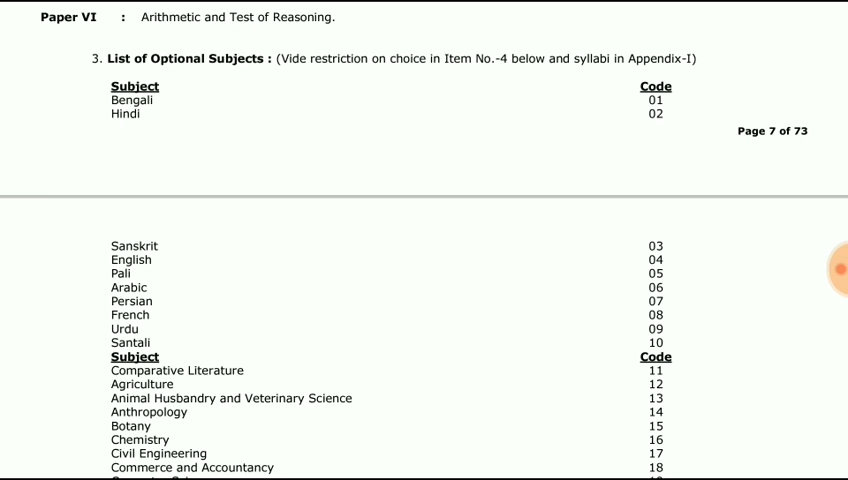 Paper VI : Arithmetic and Test of Reasoning.
3. List of Optional Subjects : (Vide restriction on choice in Item No.-4 below and syllabi in Appendix-I)
Subject Code
Bengali 01
Hindi 02
Page 7 of 73
Sanskrit 03
English 04
Pali 05
Arabic 06
Persian 07
French 08
Urdu 09
Santali 10
Subject Code
Comparative Literature 11
Agriculture 12
Animal Husbandry and Veterinary Science 13
Anthropology 14
Botany 15
Chemistry 16
Civil Engineering 17
Commerce and Accountancy 18